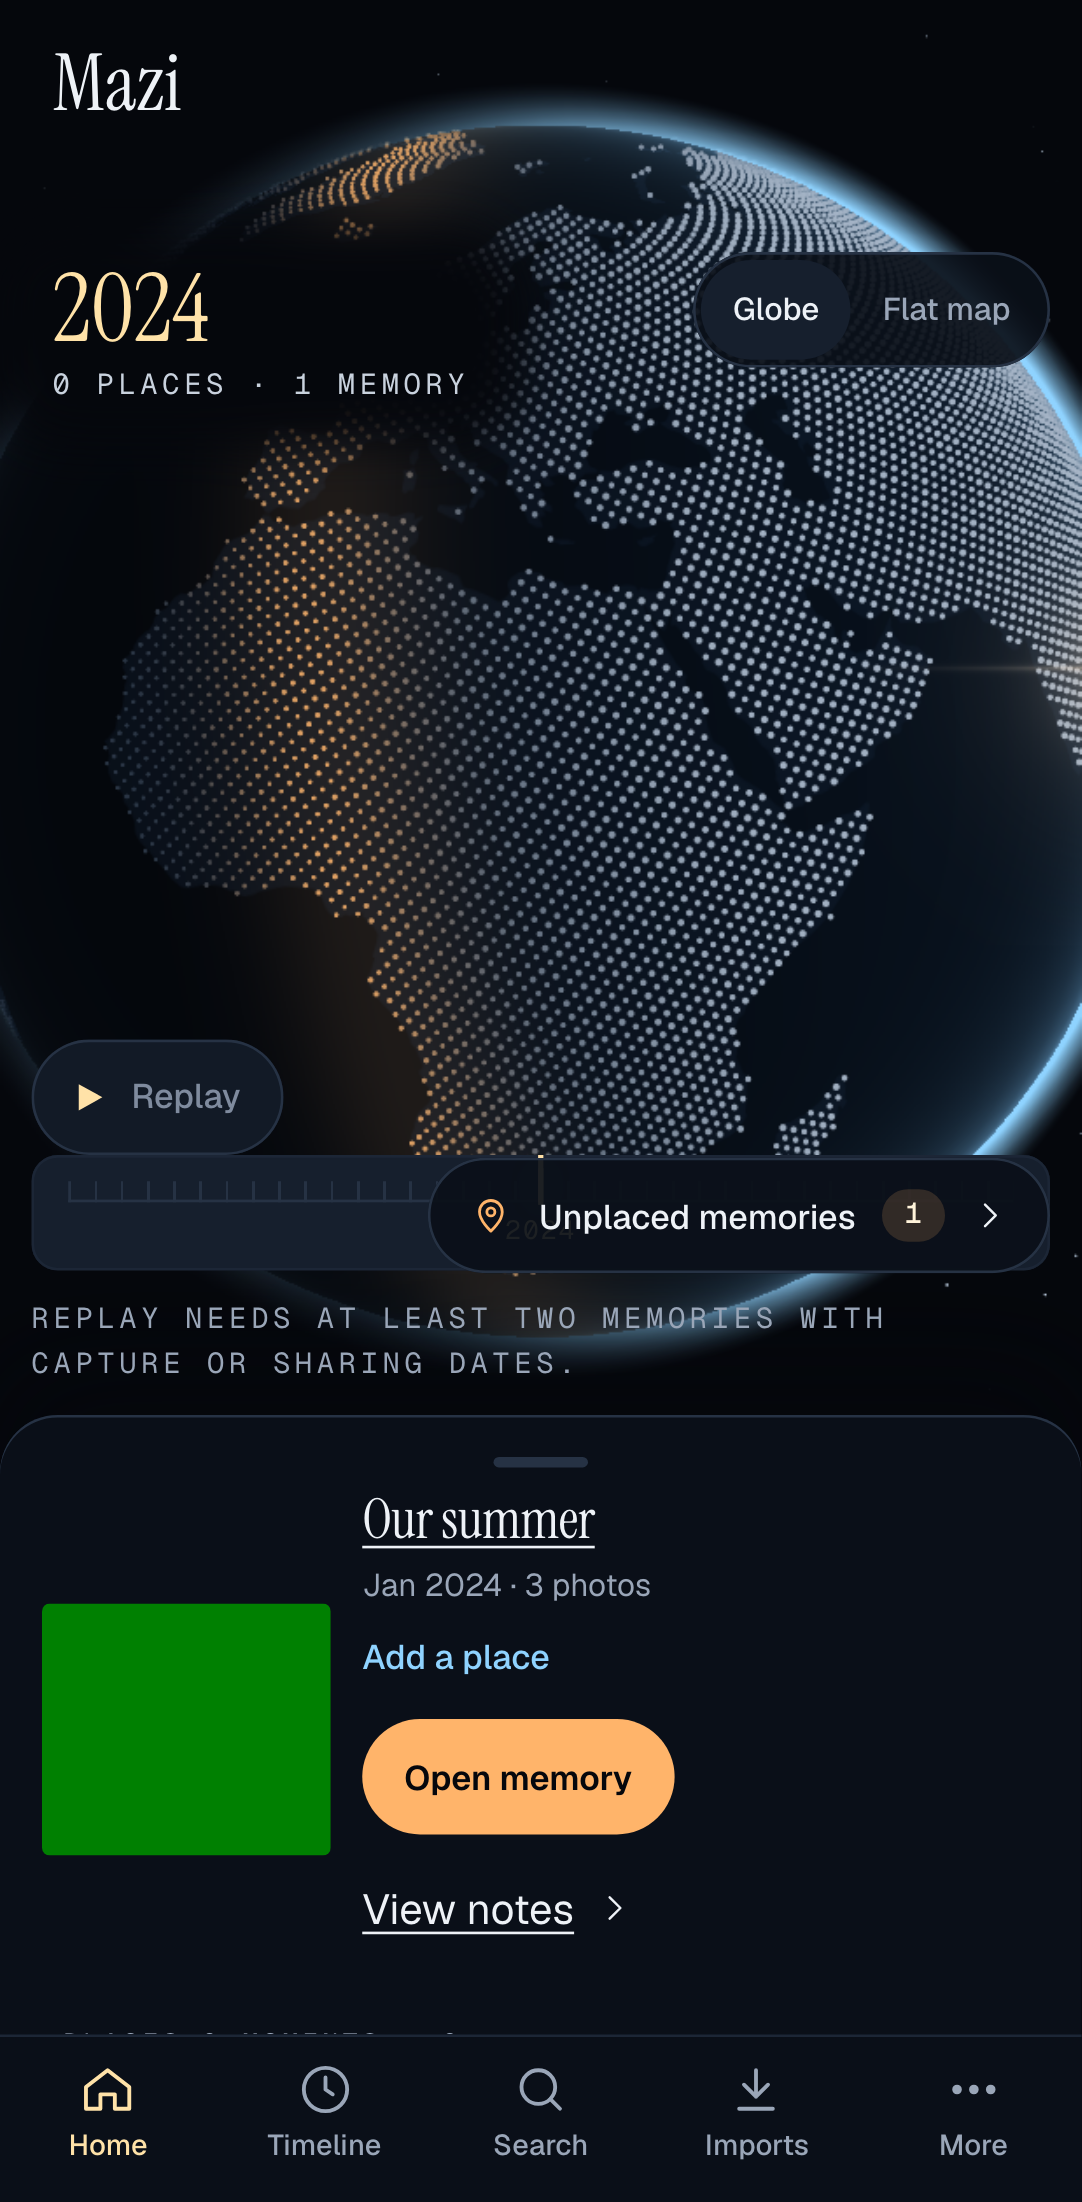 Mazi
2024
0 PLACES · 1 MEMORY
Globe
Flat map
Replay
Unplaced memories 1
2024
REPLAY NEEDS AT LEAST TWO MEMORIES WITH
CAPTURE OR SHARING DATES.
Our summer
Jan 2024 · 3 photos
Add a place
Open memory
View notes
Home
Timeline
Search
Imports
More